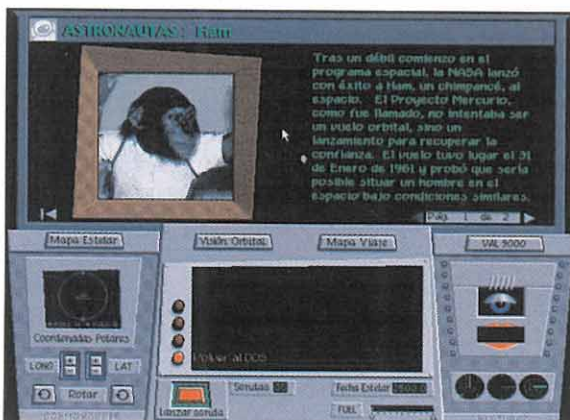 ASTRONAUTAS: Ham
Tras un débil comienzo en el
programa espacial, la NASA lanzó
con éxito a Ham, un chimpancé, al
espacio. El Proyecto Mercurio,
como fue llamado, no intentaba ser
un vuelo orbital, sino un
lanzamiento para recuperar la
confianza. El vuelo tuvo lugar el 31
de Enero de 1961 y probó que sería
posible situar un hombre en el
espacio bajo condiciones similares.
Pág. 1 de 2
Mapa Estelar
Visión Orbital
Mapa Viaje
VAL 9000
Coordenadas Polares
LONG
LAT
Rotar
Volver al DOS
Lanzar sonda
Sondas
Fecha Estelar
FUEL